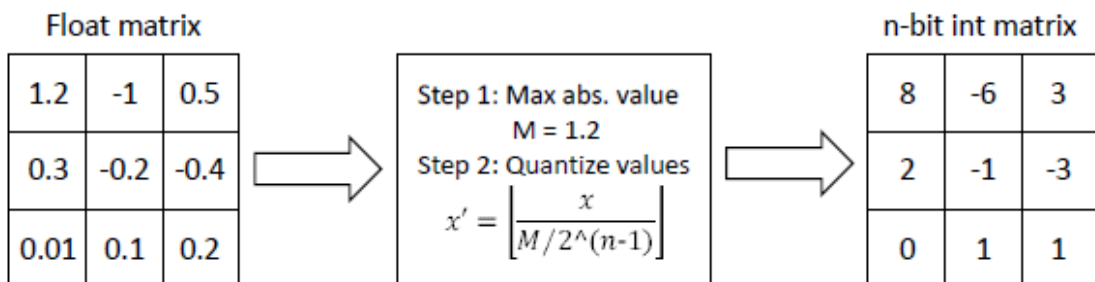 Float matrix
1.2 -1 0.5
0.3 -0.2 -0.4
0.01 0.1 0.2
Step 1: Max abs. value
M = 1.2
Step 2: Quantize values
x' = ⌊x / M/2^(n-1)⌋
n-bit int matrix
8 -6 3
2 -1 -3
0 1 1